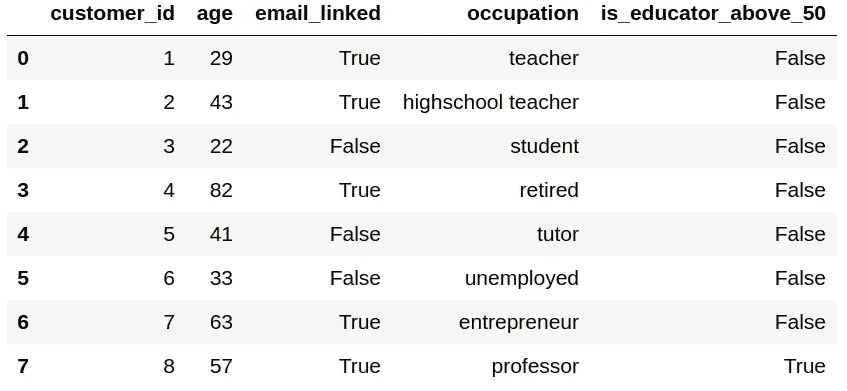 customer_id age email_linked occupation is_educator_above_50
0 1 29 True teacher False
1 2 43 True highschool teacher False
2 3 22 False student False
3 4 82 True retired False
4 5 41 False tutor False
5 6 33 False unemployed False
6 7 63 True entrepreneur False
7 8 57 True professor True